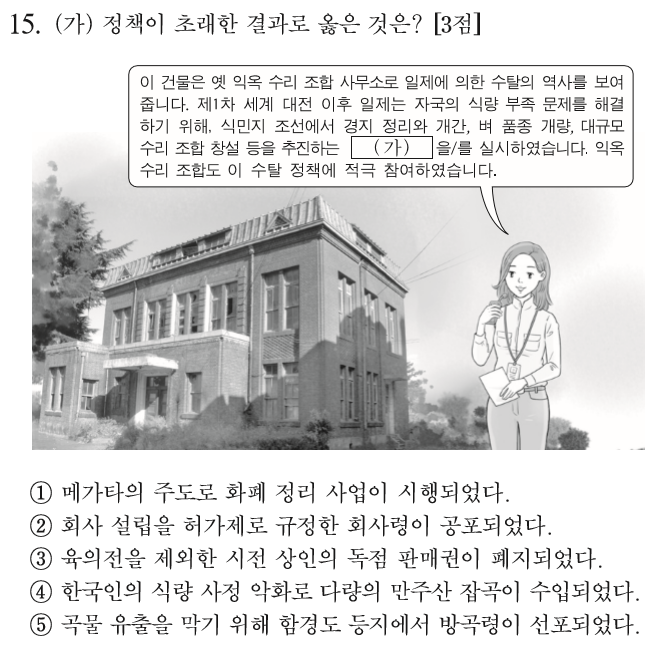 15. (가) 정책이 초래한 결과로 옳은 것은? [3점]
이 건물은 옛 익옥 수리 조합 사무소로 일제에 의한 수탈의 역사를 보여
줍니다. 제1차 세계 대전 이후 일제는 자국의 식량 부족 문제를 해결
하기 위해, 식민지 조선에서 경지 정리와 개간, 벼 품종 개량, 대규모
수리 조합 창설 등을 추진하는 (가) 을/를 실시하였습니다. 익옥
수리 조합도 이 수탈 정책에 적극 참여하였습니다.
① 메가타의 주도로 화폐 정리 사업이 시행되었다.
② 회사 설립을 허가제로 규정한 회사령이 공포되었다.
③ 육의전을 제외한 시전 상인의 독점 판매권이 폐지되었다.
④ 한국인의 식량 사정 악화로 다량의 만주산 잡곡이 수입되었다.
⑤ 곡물 유출을 막기 위해 함경도 등지에서 방곡령이 선포되었다.